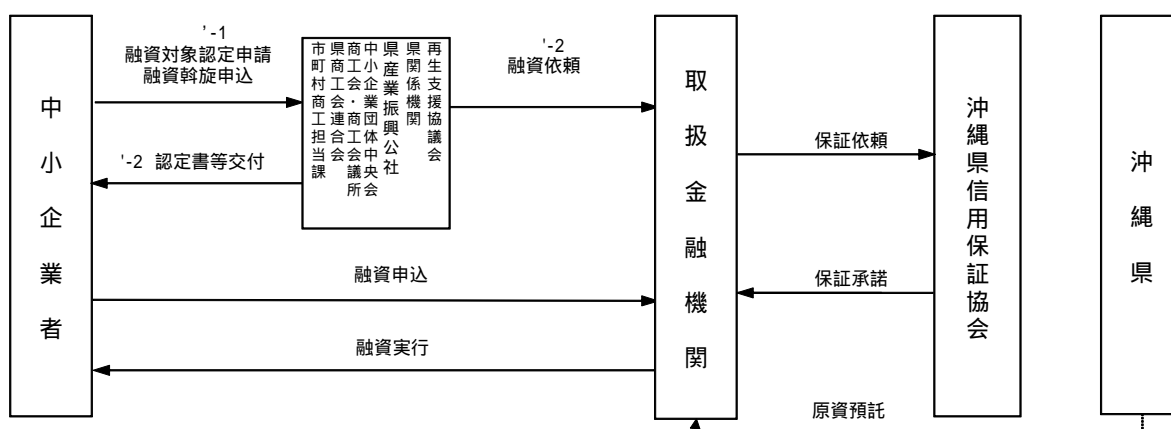 中小企業者
'-1
融資対象認定申請
融資斡旋申込
'-2 認定書等交付
再生支援協議会
県関係機関
県産業振興公社
中小企業団体中央会
商工会・商工会議所
県商工会連合会
市町村商工担当課
'-2
融資依頼
融資申込
融資実行
取扱金融機関
保証依頼
保証承諾
原資預託
沖縄県信用保証協会
沖縄県